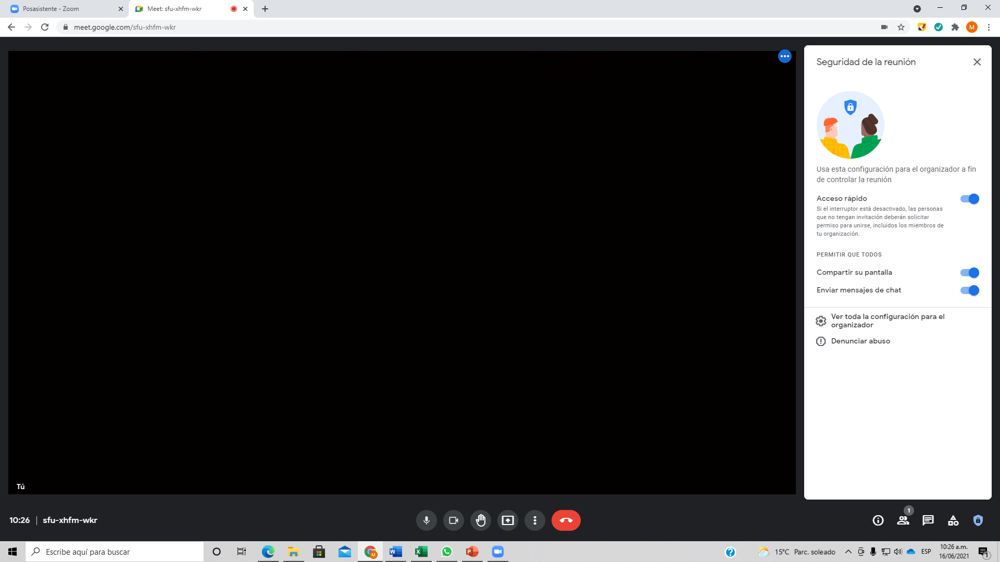 Posasistente - Zoom
Meet: sfu-xhfm-wkr
meet.google.com/sfu-xhfm-wkr
M
Seguridad de la reunión
Usa esta configuración para el organizador a fin
de controlar la reunión
Acceso rápido
Si el interruptor está desactivado, las personas
que no tengan invitación deberán solicitar
permiso para unirse, incluidos los miembros de
tu organización.
PERMITIR QUE TODOS
Compartir su pantalla
Enviar mensajes de chat
Ver toda la configuración para el
organizador
Denunciar abuso
Tú
10:26
sfu-xhfm-wkr
1
Escribe aquí para buscar
15°C Parc. soleado
ESP
10:26 a.m.
16/06/2021
1